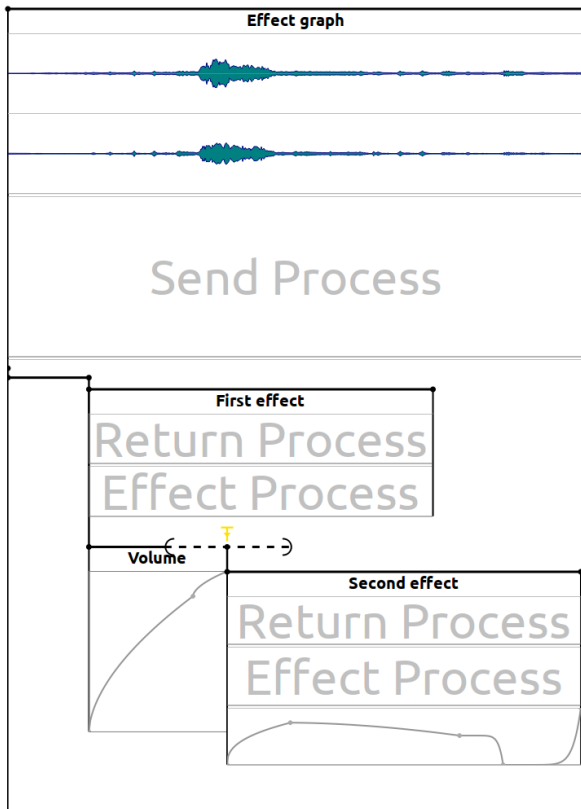 Effect graph
Send Process
First effect
Return Process
Effect Process
Volume
Second effect
Return Process
Effect Process